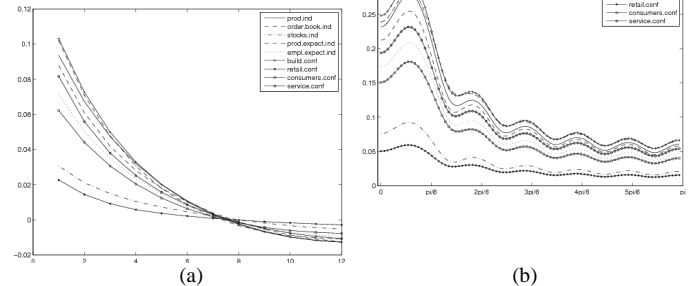 0.12
0.1
0.08
0.06
0.04
0.02
0
−0.02
0 2 4 6 8 10 12
prod.ind
order.book.ind
stocks.ind
prod.expect.ind
empl.expect.ind
build.conf
retail.conf
consumers.conf
service.conf
(a)
0.25
0.2
0.15
0.1
0.05
0
0 pi/6 2pi/6 3pi/6 4pi/6 5pi/6 pi
retail.conf
consumers.conf
service.conf
(b)